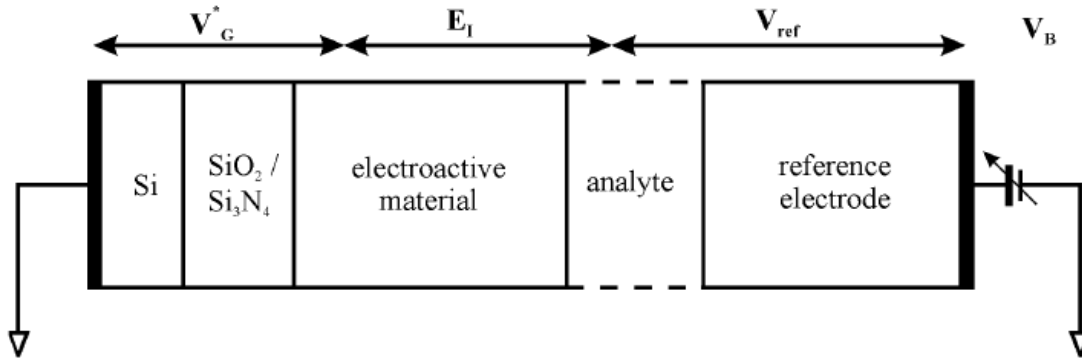 V*G EI Vref VB
Si
SiO2 /
Si3N4
electroactive
material
analyte
reference
electrode